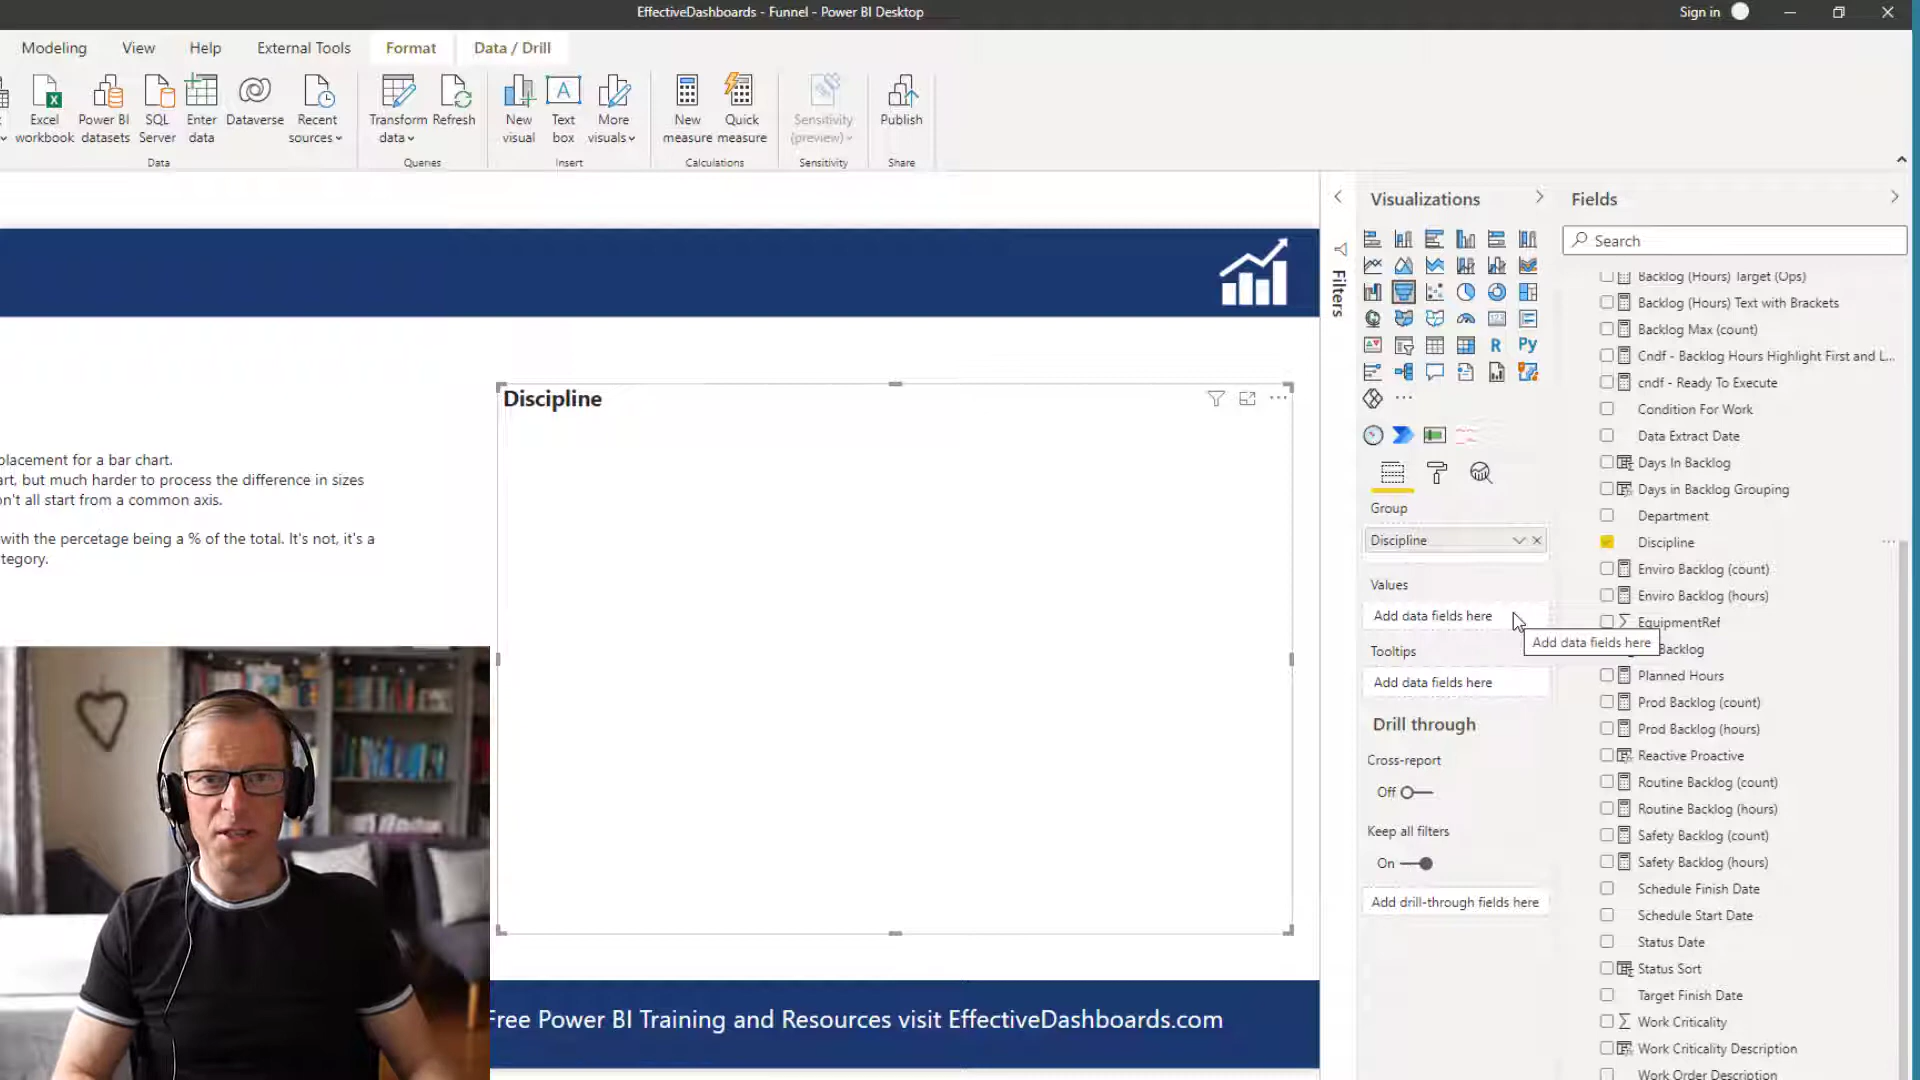 EffectiveDashboards - Funnel - Power BI Desktop
Sign in
Modeling
View
Help
External Tools
Format
Data / Drill
Excel workbook
Power BI datasets
SQL Server
Enter data
Dataverse
Recent sources
Transform data
Refresh
New visual
Text box
More visuals
New measure
Quick measure
Sensitivity (preview)
Publish
Data
Queries
Insert
Calculations
Sensitivity
Share
placement for a bar chart.
art, but much harder to process the difference in sizes
on't all start from a common axis.
with the percetage being a % of the total. It's not, it's a
tegory.
Discipline
Free Power BI Training and Resources visit EffectiveDashboards.com
Filters
Visualizations
R
Py
Group
Discipline
Values
Add data fields here
Add data fields here
Tooltips
Add data fields here
Drill through
Cross-report
Off
Keep all filters
On
Add drill-through fields here
Fields
Search
Backlog (Hours) Target (Ops)
Backlog (Hours) Text with Brackets
Backlog Max (count)
Cndf - Backlog Hours Highlight First and L...
cndf - Ready To Execute
Condition For Work
Data Extract Date
Days In Backlog
Days in Backlog Grouping
Department
Discipline
Enviro Backlog (count)
Enviro Backlog (hours)
EquipmentRef
Backlog
Planned Hours
Prod Backlog (count)
Prod Backlog (hours)
Reactive Proactive
Routine Backlog (count)
Routine Backlog (hours)
Safety Backlog (count)
Safety Backlog (hours)
Schedule Finish Date
Schedule Start Date
Status Date
Status Sort
Target Finish Date
Work Criticality
Work Criticality Description
Work Order Description